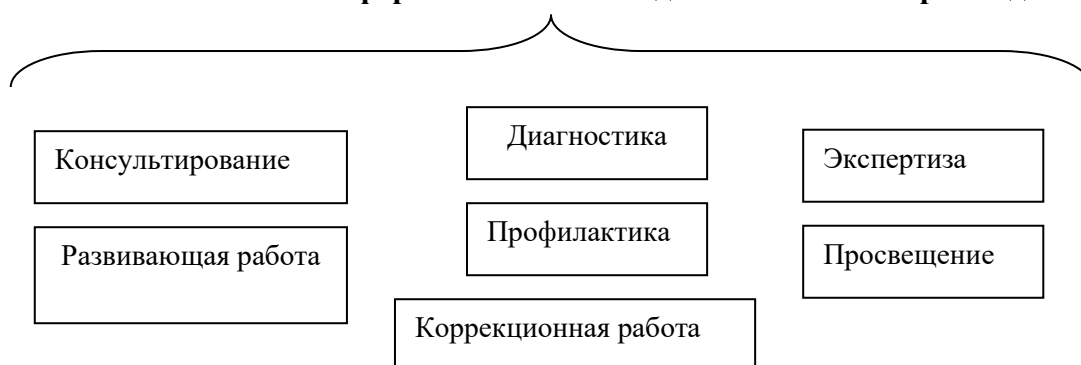 Диагностика
Консультирование
Экспертиза
Профилактика
Развивающая работа
Просвещение
Коррекционная работа